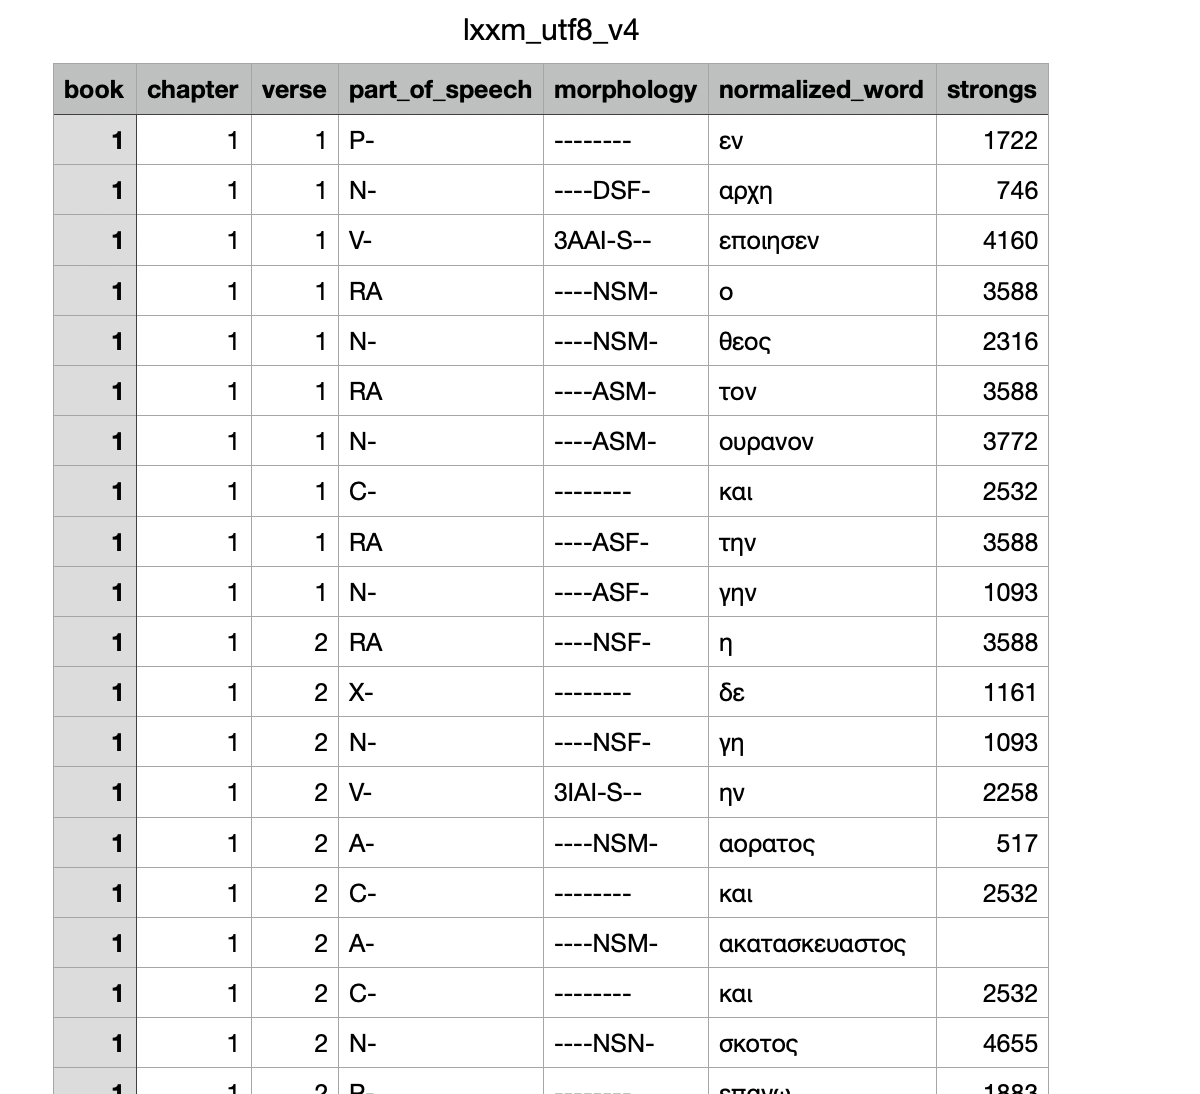 lxxm_utf8_v4
book chapter verse part_of_speech morphology normalized_word strongs
1 1 1 P- -------- εν 1722
1 1 1 N- ----DSF- αρχη 746
1 1 1 V- 3AAI-S-- εποιησεν 4160
1 1 1 RA ----NSM- ο 3588
1 1 1 N- ----NSM- θεος 2316
1 1 1 RA ----ASM- τον 3588
1 1 1 N- ----ASM- ουρανον 3772
1 1 1 C- -------- και 2532
1 1 1 RA ----ASF- την 3588
1 1 1 N- ----ASF- γην 1093
1 1 2 RA ----NSF- η 3588
1 1 2 X- -------- δε 1161
1 1 2 N- ----NSF- γη 1093
1 1 2 V- 3IAI-S-- ην 2258
1 1 2 A- ----NSM- αορατος 517
1 1 2 C- -------- και 2532
1 1 2 A- ----NSM- ακατασκευαστος
1 1 2 C- -------- και 2532
1 1 2 N- ----NSN- σκοτος 4655
1 1 2 P- -------- επανω 1883